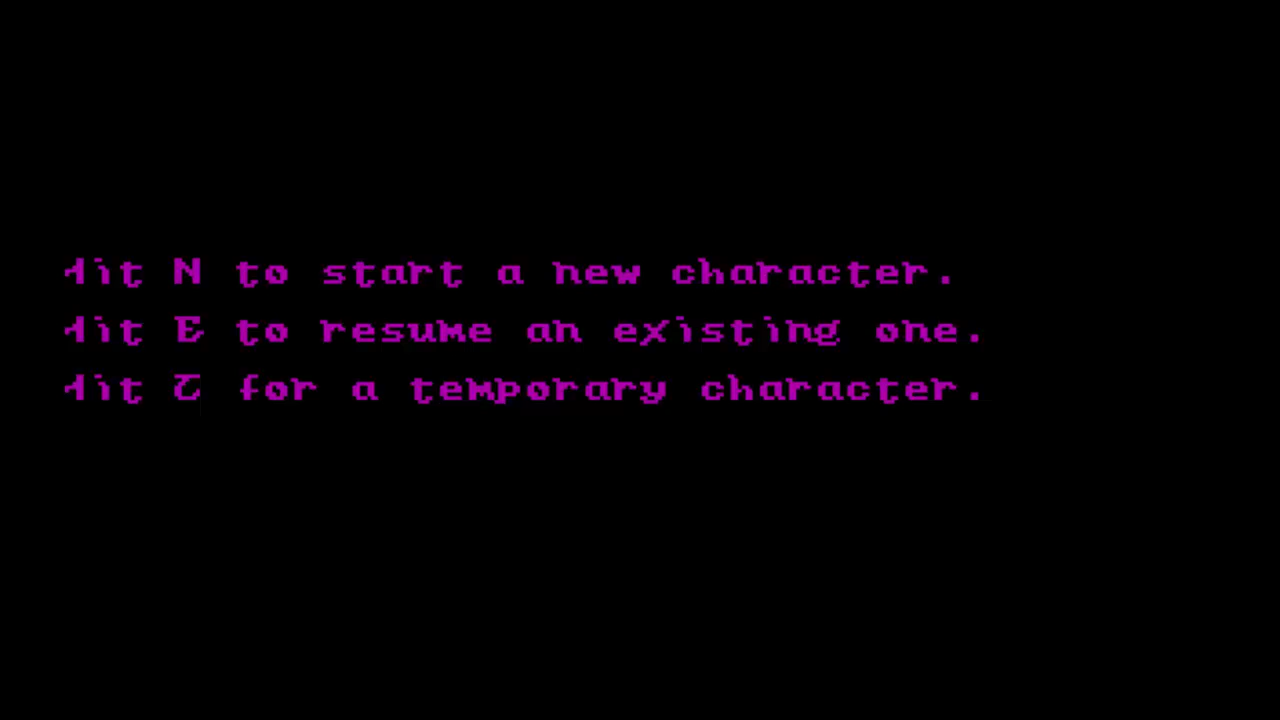 Hit N to start a new character.
Hit E to resume an existing one.
Hit T for a temporary character.